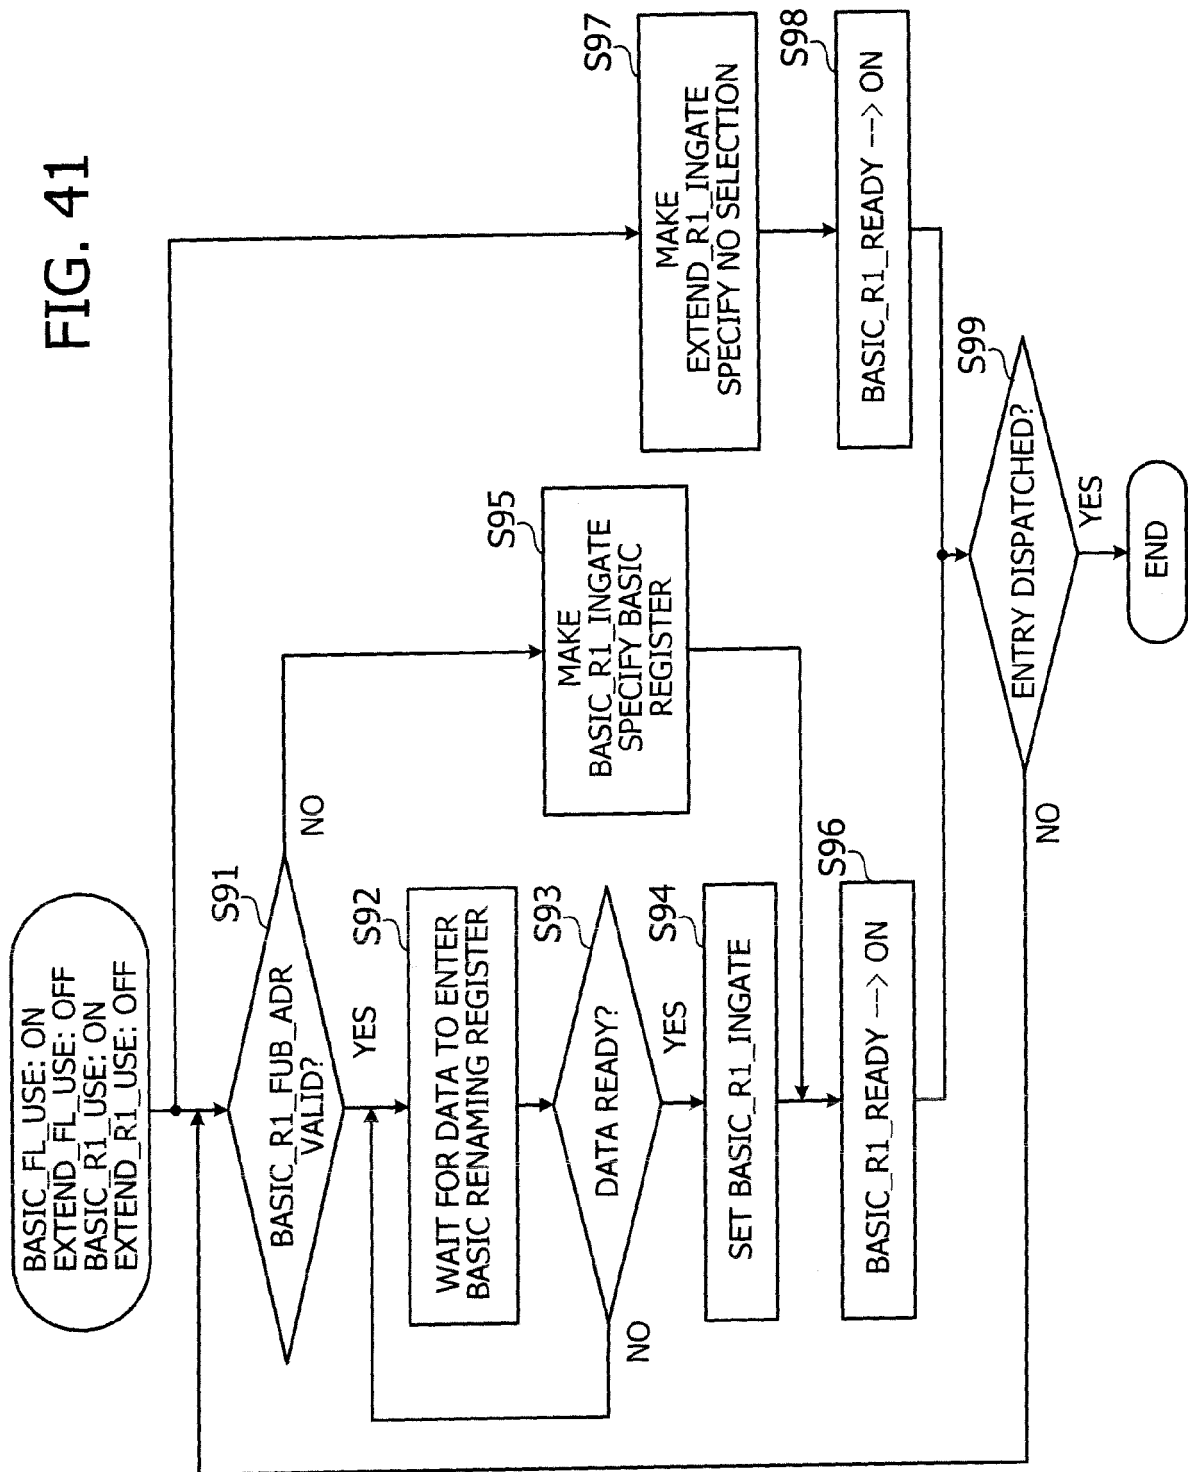 FIG. 41
BASIC_FL_USE: ON
EXTEND_FL_USE: OFF
BASIC_R1_USE: ON
EXTEND_R1_USE: OFF
S91
BASIC_R1_FUB_ADR
VALID?
YES
NO
S92
WAIT FOR DATA TO ENTER
BASIC RENAMING REGISTER
S93
DATA READY?
YES
NO
S94
SET BASIC_R1_INGATE
S95
MAKE
BASIC_R1_INGATE
SPECIFY BASIC
REGISTER
S96
BASIC_R1_READY ---> ON
S97
MAKE
EXTEND_R1_INGATE
SPECIFY NO SELECTION
S98
BASIC_R1_READY ---> ON
S99
ENTRY DISPATCHED?
NO
YES
END